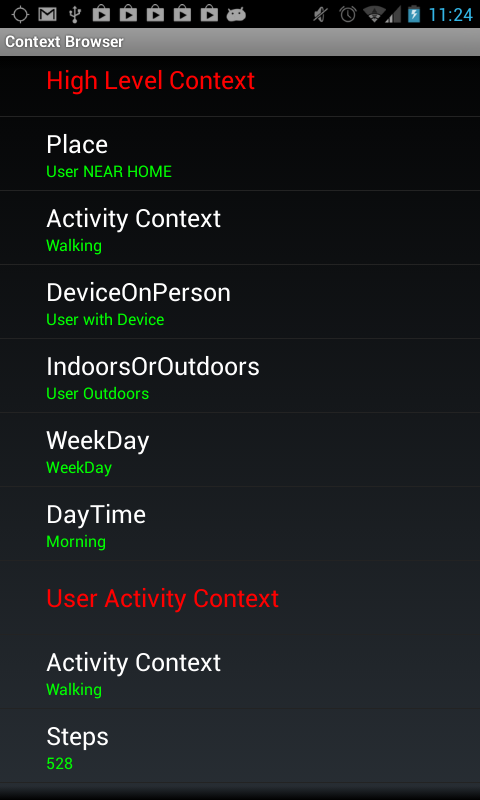 11:24
Context Browser
High Level Context
Place
User NEAR HOME
Activity Context
Walking
DeviceOnPerson
User with Device
IndoorsOrOutdoors
User Outdoors
WeekDay
WeekDay
DayTime
Morning
User Activity Context
Activity Context
Walking
Steps
528